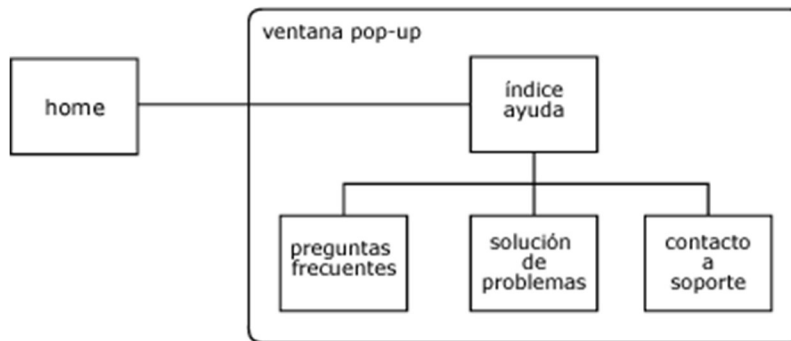 ventana pop-up
home
índice
ayuda
preguntas
frecuentes
solución
de
problemas
contacto
a
soporte